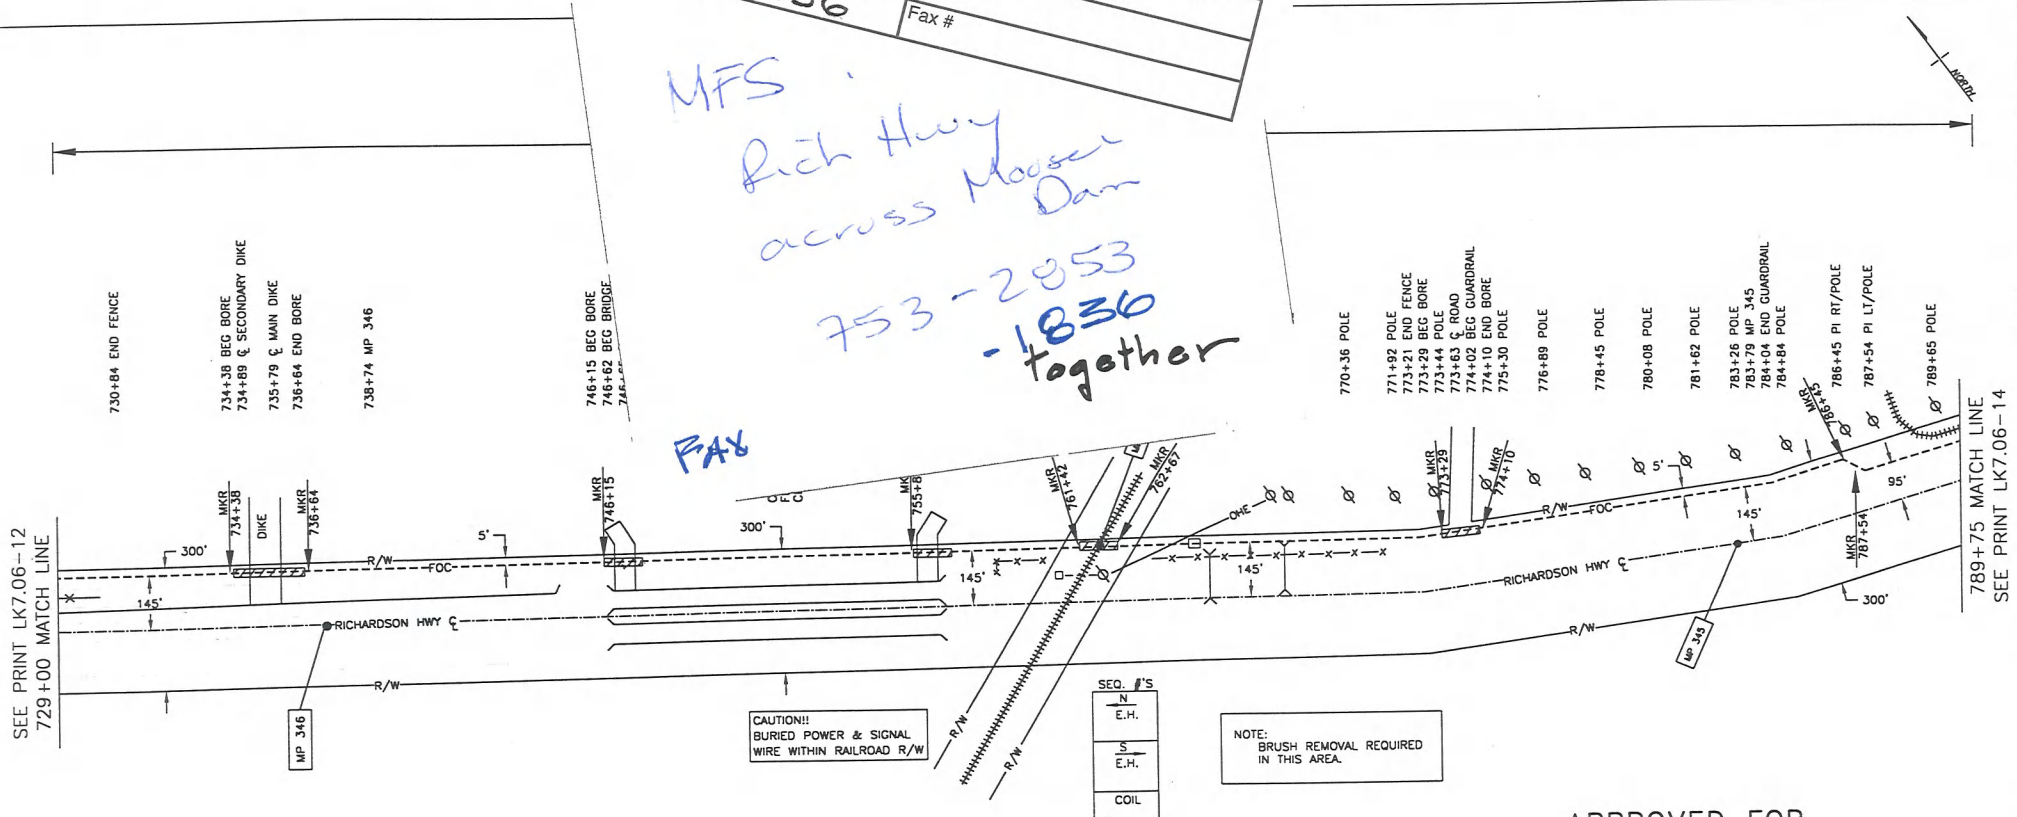 56
Fax #
NORTH
MFS
Rich Hwy
across Moose
Dam
753-2853
-1836
together
FAX
730+84 END FENCE
734+38 BEG BORE
734+89 ℄ SECONDARY DIKE
735+79 ℄ MAIN DIKE
736+64 END BORE
738+74 MP 346
746+15 BEG BORE
746+62 BEG BRIDGE
770+36 POLE
771+92 POLE
773+21 END FENCE
773+29 BEG BORE
773+44 POLE
773+63 ℄ ROAD
774+02 BEG GUARDRAIL
774+10 END BORE
775+30 POLE
776+89 POLE
778+45 POLE
780+08 POLE
781+62 POLE
783+26 POLE
783+79 MP 345
784+04 END GUARDRAIL
784+84 POLE
786+45 PI RT/POLE
787+54 PI LT/POLE
789+65 POLE
SEE PRINT LK7.06-12
729+00 MATCH LINE
300'
145'
MKR
734+38
DIKE
MKR
736+64
R/W
FOC
5'
MKR
746+15
300'
MK
755+8
145'
MKR
761+42
MKR
762+67
OHE
145'
MKR
773+29
MKR
774+10
R/W
FOC
5'
145'
MKR
786+45
95'
MKR
787+54
300'
RICHARDSON HWY ℄
RICHARDSON HWY ℄
R/W
R/W
MP 346
MP 345
R/W
R/W
789+75 MATCH LINE
SEE PRINT LK7.06-14
CAUTION!!
BURIED POWER & SIGNAL
WIRE WITHIN RAILROAD R/W
SEQ. #'S
N
E.H.
S
E.H.
COIL
NOTE:
BRUSH REMOVAL REQUIRED
IN THIS AREA.
APPROVED FOR